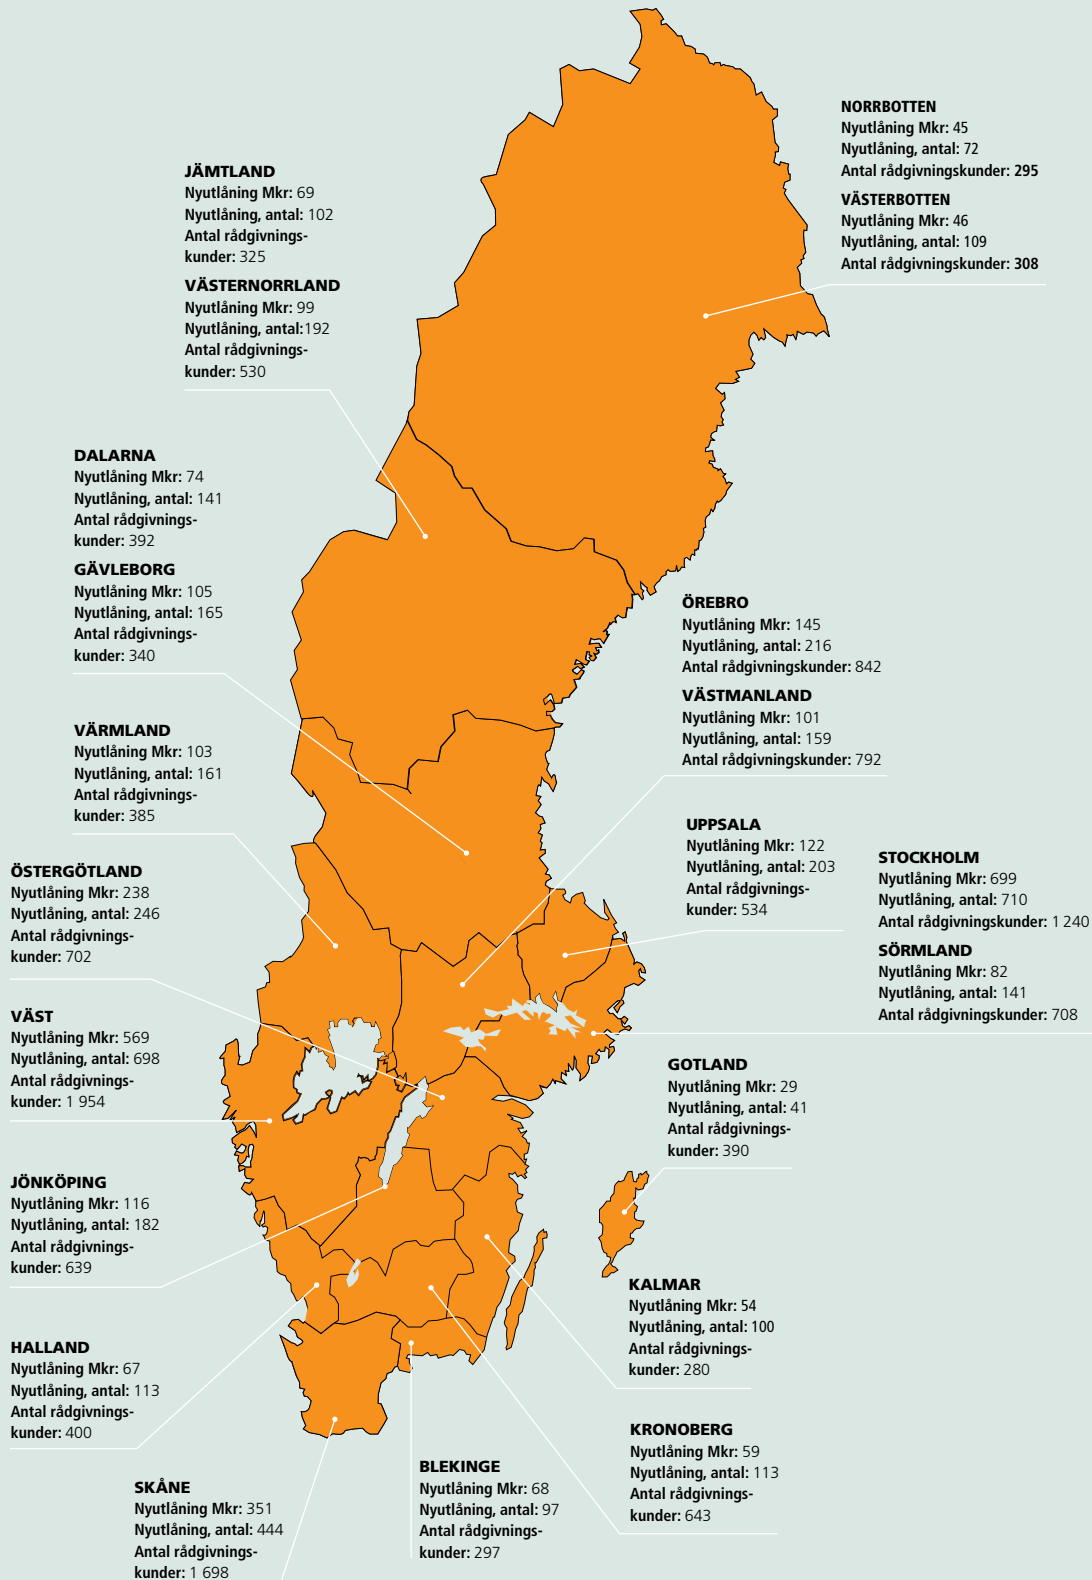 NORRBOTTEN
Nyutlåning Mkr: 45
Nyutlåning, antal: 72
Antal rådgivningskunder: 295
VÄSTERBOTTEN
Nyutlåning Mkr: 46
Nyutlåning, antal: 109
Antal rådgivningskunder: 308
JÄMTLAND
Nyutlåning Mkr: 69
Nyutlåning, antal: 102
Antal rådgivnings-
kunder: 325
VÄSTERNORRLAND
Nyutlåning Mkr: 99
Nyutlåning, antal:192
Antal rådgivnings-
kunder: 530
DALARNA
Nyutlåning Mkr: 74
Nyutlåning, antal: 141
Antal rådgivnings-
kunder: 392
GÄVLEBORG
Nyutlåning Mkr: 105
Nyutlåning, antal: 165
Antal rådgivnings-
kunder: 340
ÖREBRO
Nyutlåning Mkr: 145
Nyutlåning, antal: 216
Antal rådgivningskunder: 842
VÄSTMANLAND
Nyutlåning Mkr: 101
Nyutlåning, antal: 159
Antal rådgivningskunder: 792
VÄRMLAND
Nyutlåning Mkr: 103
Nyutlåning, antal: 161
Antal rådgivnings-
kunder: 385
UPPSALA
Nyutlåning Mkr: 122
Nyutlåning, antal: 203
Antal rådgivnings-
kunder: 534
STOCKHOLM
Nyutlåning Mkr: 699
Nyutlåning, antal: 710
Antal rådgivningskunder: 1 240
SÖRMLAND
Nyutlåning Mkr: 82
Nyutlåning, antal: 141
Antal rådgivningskunder: 708
ÖSTERGÖTLAND
Nyutlåning Mkr: 238
Nyutlåning, antal: 246
Antal rådgivnings-
kunder: 702
VÄST
Nyutlåning Mkr: 569
Nyutlåning, antal: 698
Antal rådgivnings-
kunder: 1 954
GOTLAND
Nyutlåning Mkr: 29
Nyutlåning, antal: 41
Antal rådgivnings-
kunder: 390
JÖNKÖPING
Nyutlåning Mkr: 116
Nyutlåning, antal: 182
Antal rådgivnings-
kunder: 639
KALMAR
Nyutlåning Mkr: 54
Nyutlåning, antal: 100
Antal rådgivnings-
kunder: 280
HALLAND
Nyutlåning Mkr: 67
Nyutlåning, antal: 113
Antal rådgivnings-
kunder: 400
KRONOBERG
Nyutlåning Mkr: 59
Nyutlåning, antal: 113
Antal rådgivnings-
kunder: 643
BLEKINGE
Nyutlåning Mkr: 68
Nyutlåning, antal: 97
Antal rådgivnings-
kunder: 297
SKÅNE
Nyutlåning Mkr: 351
Nyutlåning, antal: 444
Antal rådgivnings-
kunder: 1 698